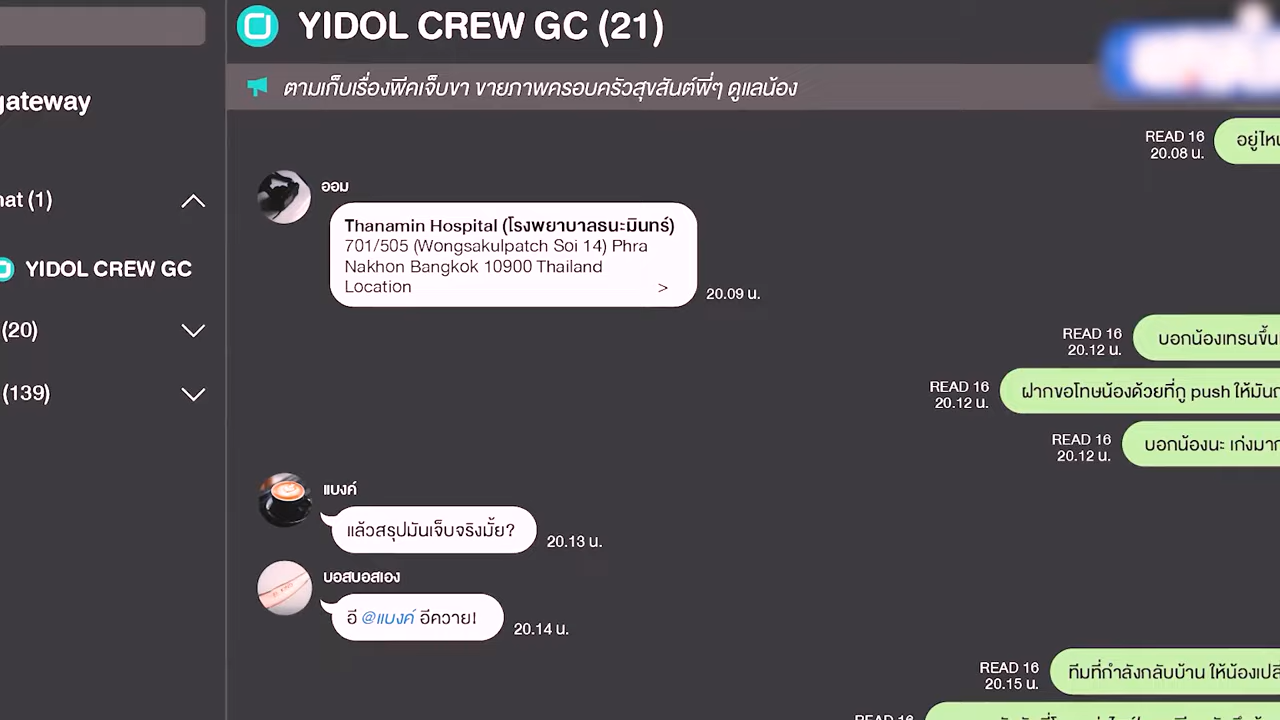 YIDOL CREW GC (21)
ตามเก็บเรื่องพีคเจ็บขา ขายภาพครอบครัวสุขสันต์พี่ๆ ดูแลน้อง
gateway
hat (1)
YIDOL CREW GC
(20)
(139)
READ 16
20.08 น.
อยู่ไหน
ออม
Thanamin Hospital (โรงพยาบาลธนะมินทร์)
701/505 (Wongsakulpatch Soi 14) Phra
Nakhon Bangkok 10900 Thailand
Location >
20.09 น.
READ 16
20.12 น.
บอกน้องเทรนขึ้น
READ 16
20.12 น.
ฝากขอโทษน้องด้วยที่กู push ให้มัน
READ 16
20.12 น.
บอกน้องนะ เก่งมาก
แบงค์
แล้วสรุปมันเจ็บจริงมั้ย?
20.13 น.
บอสบอสเอง
อี @แบงค์ อีควาย!
20.14 น.
READ 16
20.15 น.
ทีมที่กำลังกลับบ้าน ให้น้องเปลี
READ 16